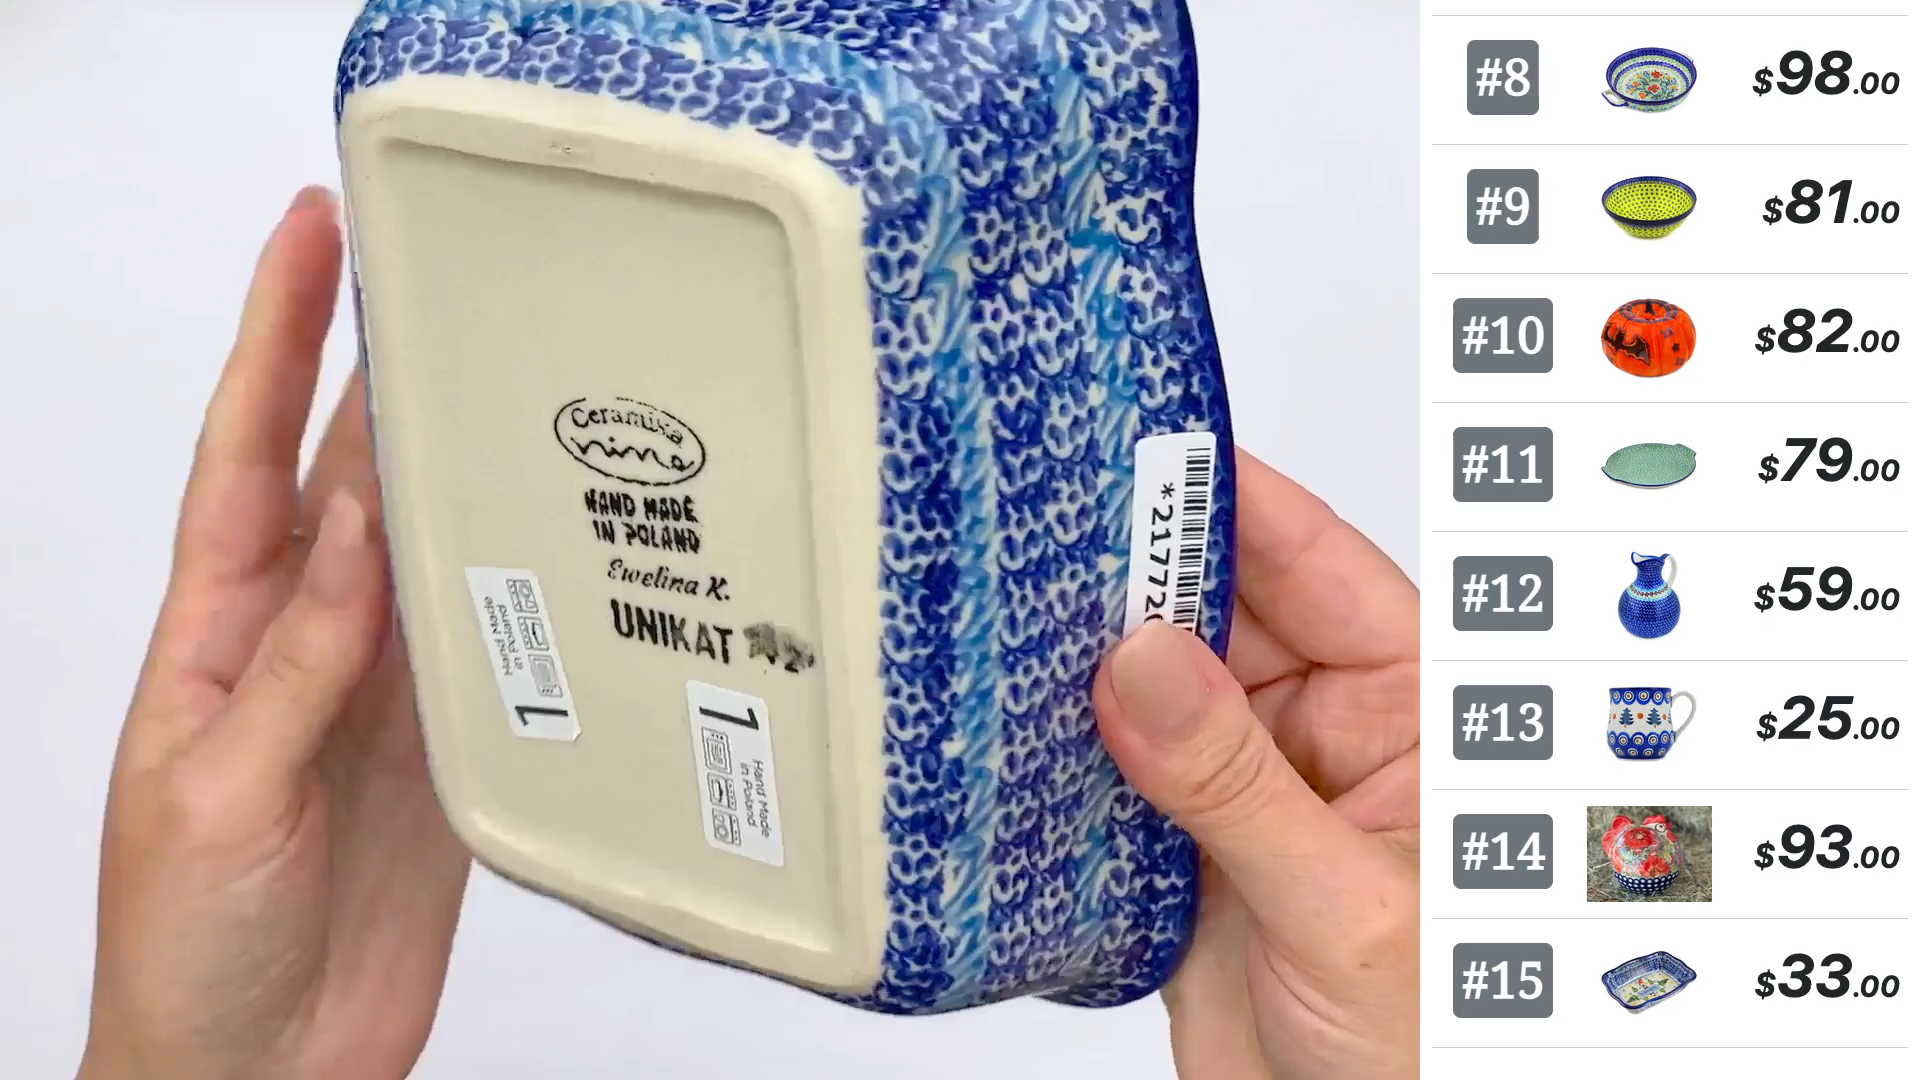 Ceramika
nina
HAND MADE
IN POLAND
Ewelina K.
UNIKAT
Hand Made
in Poland
1
1
Hand Made
in Poland
*21772
#8 $98.00
#9 $81.00
#10 $82.00
#11 $79.00
#12 $59.00
#13 $25.00
#14 $93.00
#15 $33.00